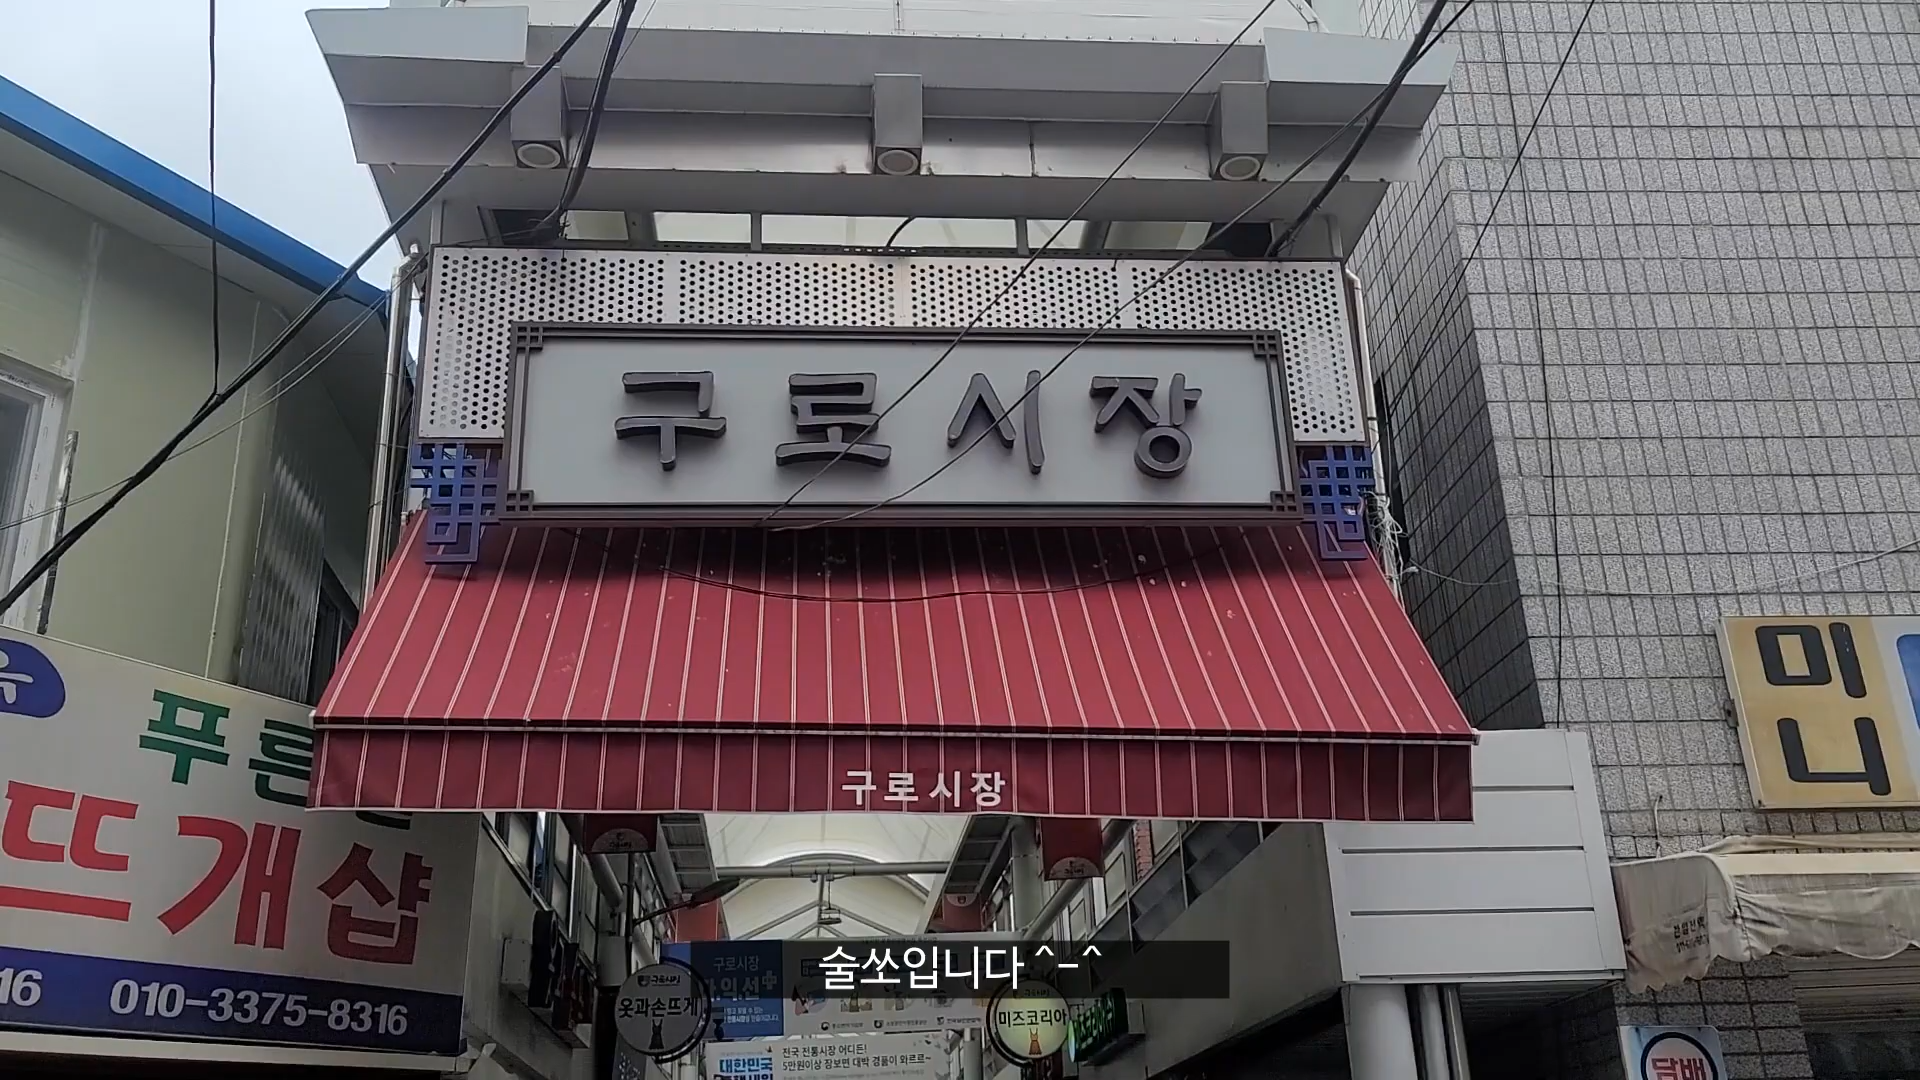 구로시장
구로시장
푸른
뜨개샵
010-3375-8316
미니
술쏘입니다 ^-^
구로시장
옷과손뜨게
미즈코리아
전국 전통시장 어디든!
5만원이상 장보면 대박 경품이 와르르~
대한민국
담배